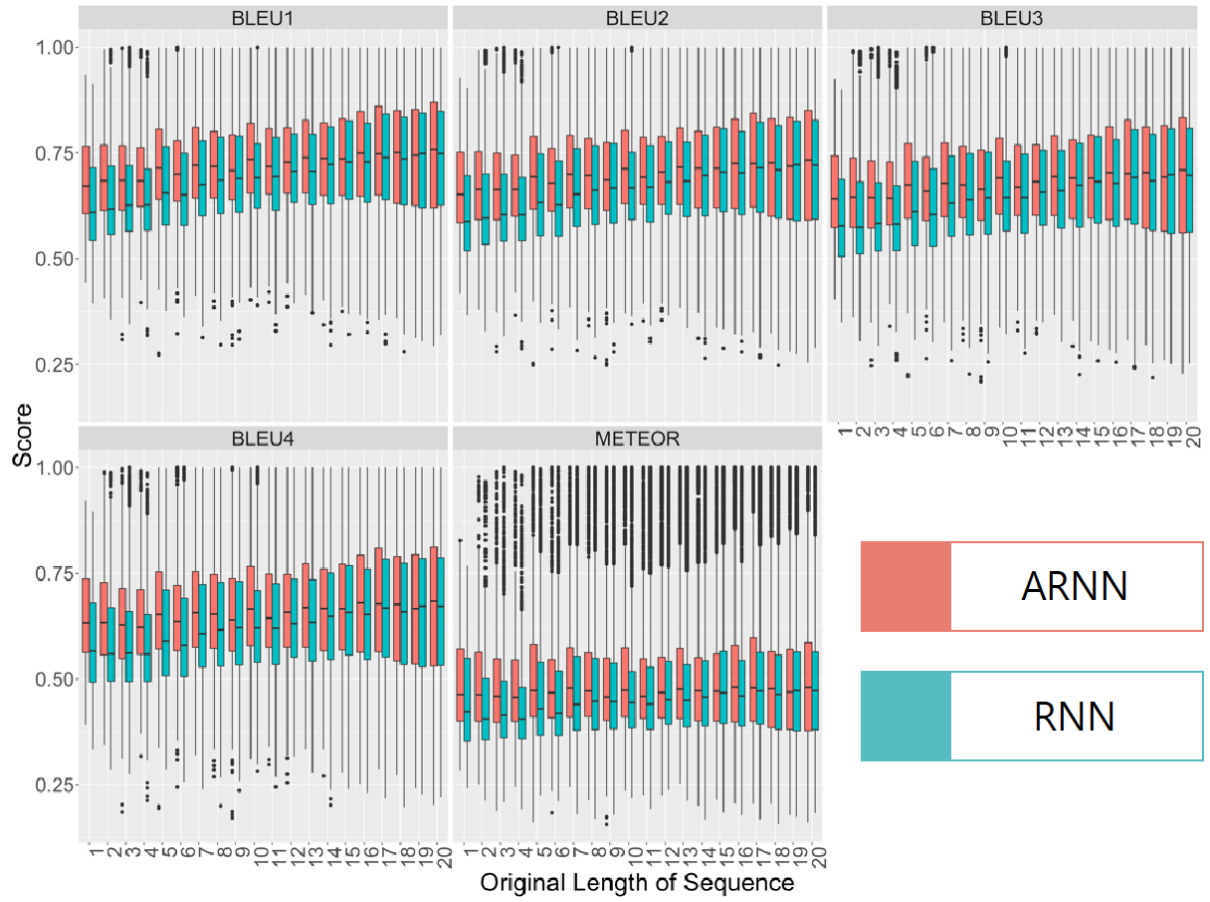 BLEU1 BLEU2 BLEU3
1.00
0.75
0.50
0.25
1 2 3 4 5 6 7 8 9 10 11 12 13 14 15 16 17 18 19 20
Score
BLEU4 METEOR
1.00
0.75
0.50
0.25
ARNN
RNN
1 2 3 4 5 6 7 8 9 10 11 12 13 14 15 16 17 18 19 20 1 2 3 4 5 6 7 8 9 10 11 12 13 14 15 16 17 18 19 20
Original Length of Sequence